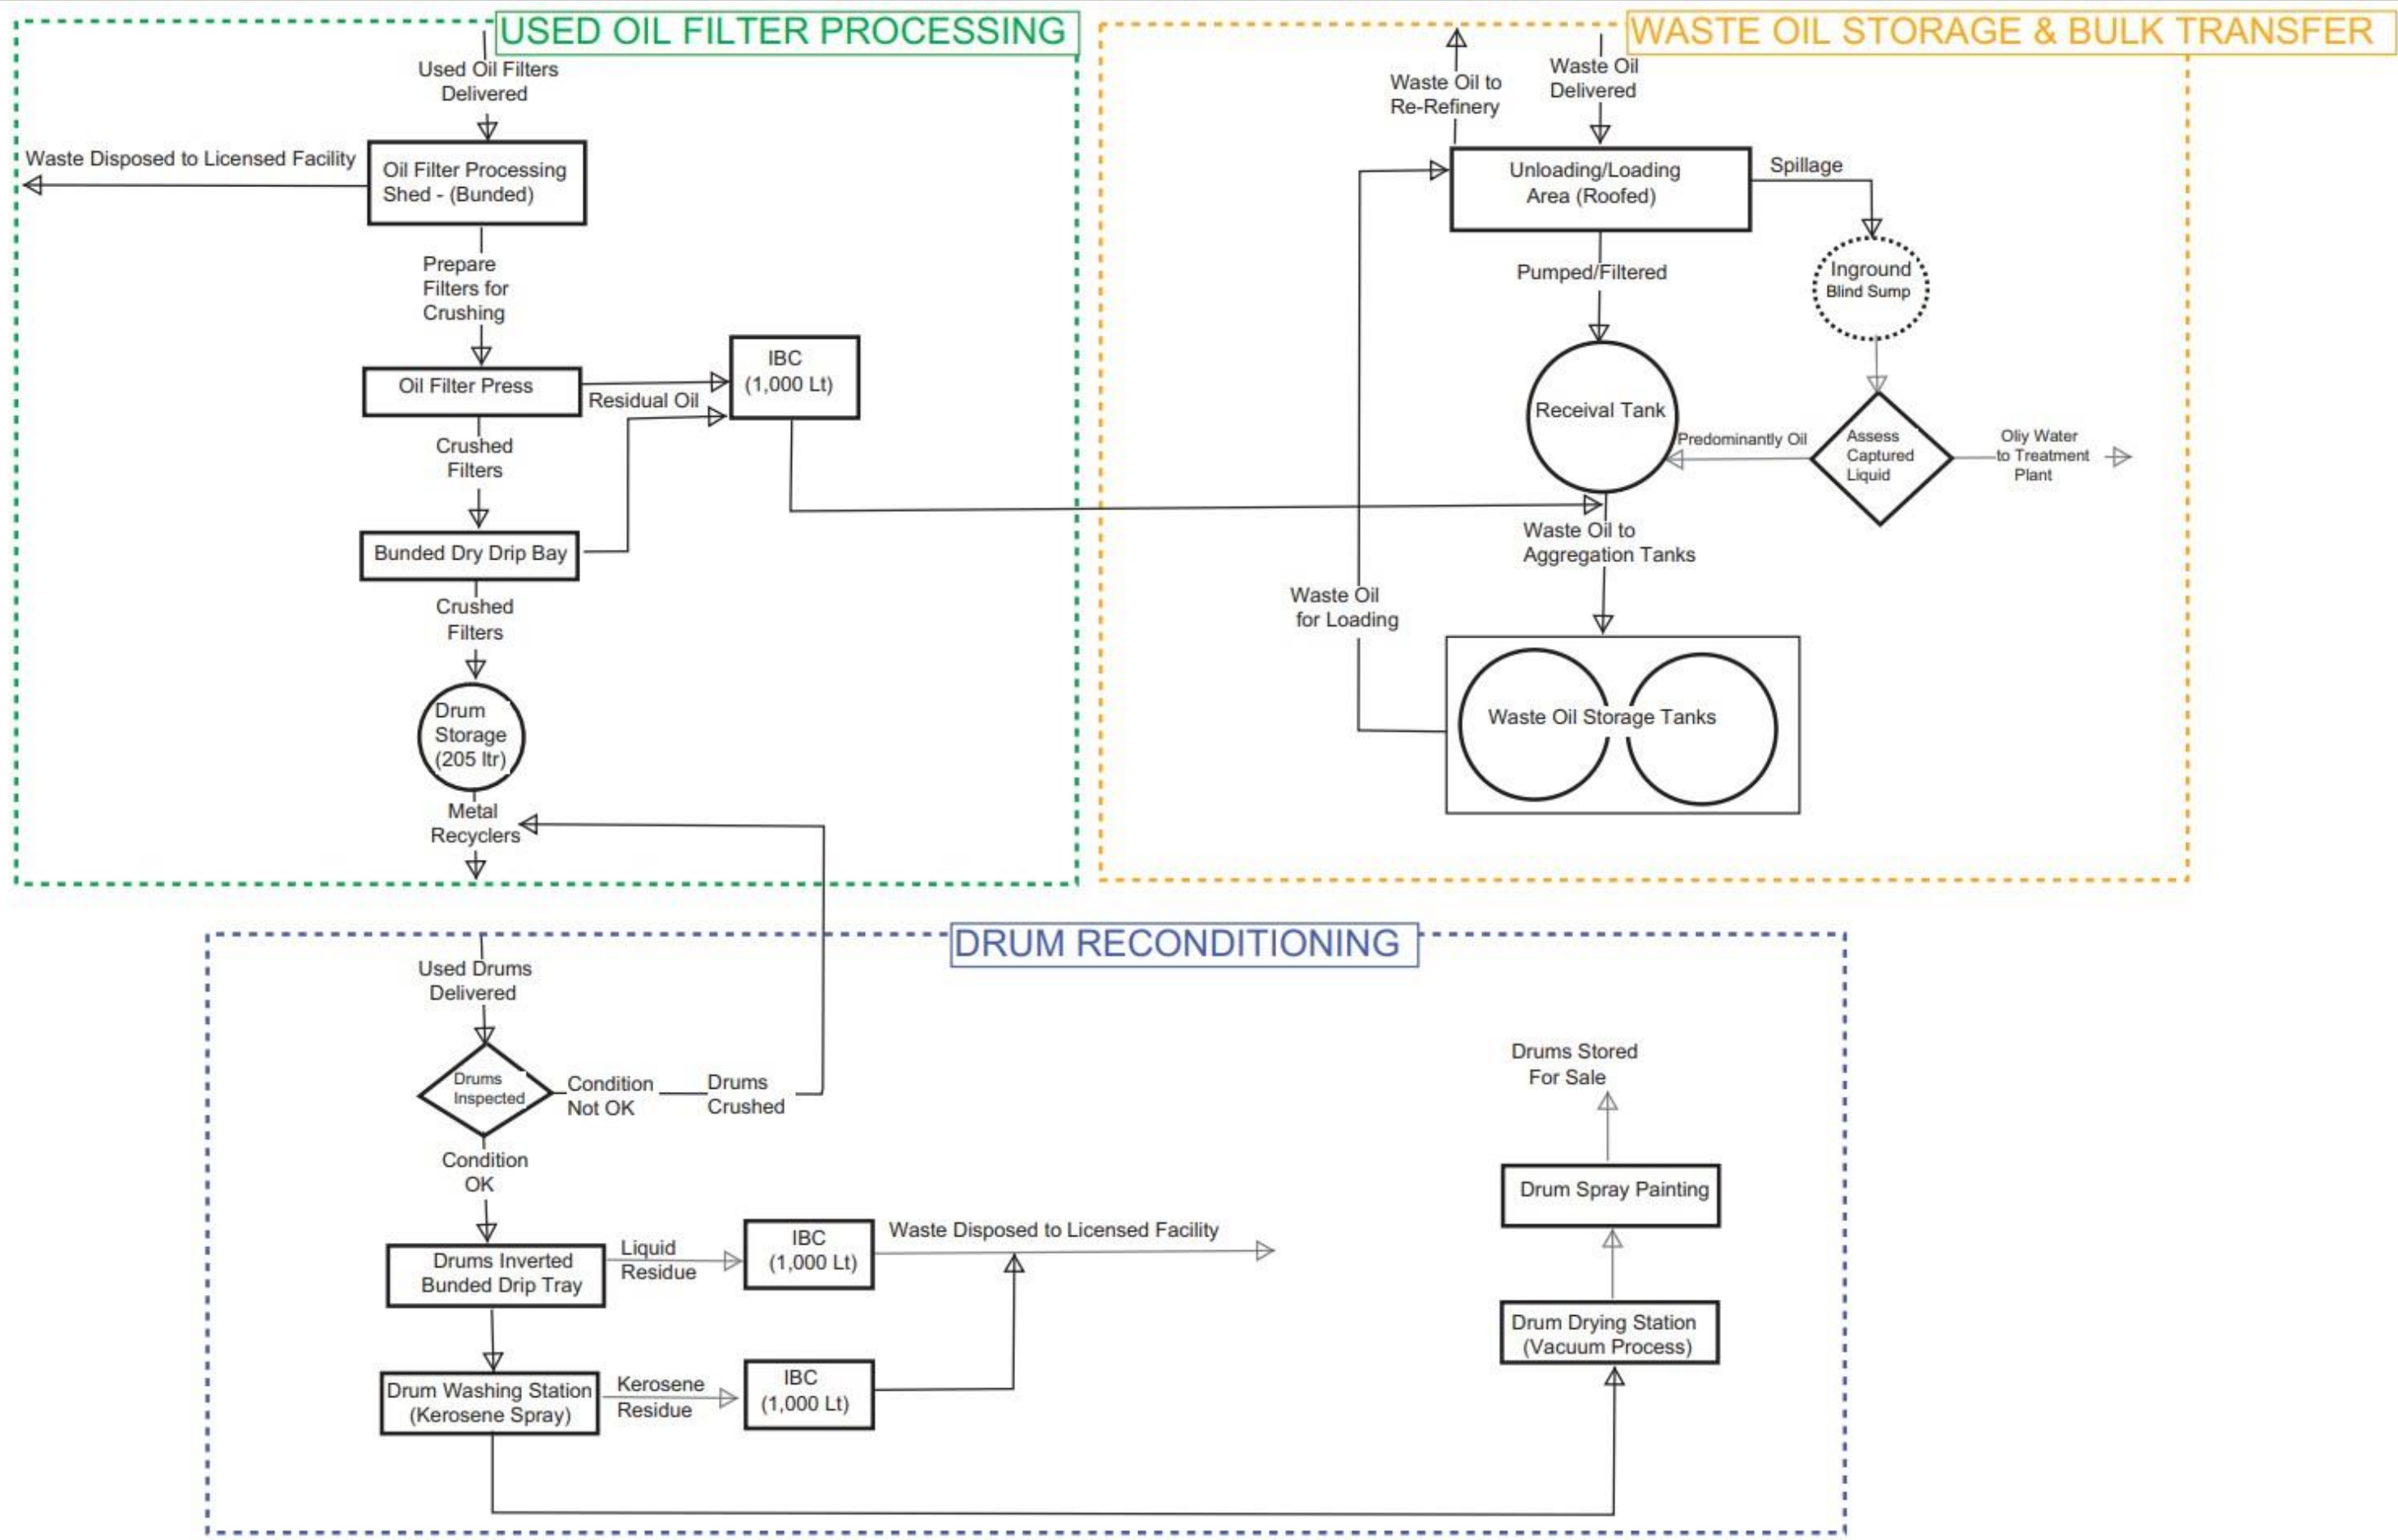 USED OIL FILTER PROCESSING
Used Oil Filters
Delivered
Waste Disposed to Licensed Facility
Oil Filter Processing
Shed - (Bunded)
Prepare
Filters for
Crushing
Oil Filter Press
Residual Oil
IBC
(1,000 Lt)
Crushed
Filters
Bunded Dry Drip Bay
Crushed
Filters
Drum
Storage
(205 ltr)
Metal
Recyclers
WASTE OIL STORAGE & BULK TRANSFER
Waste Oil to
Re-Refinery
Waste Oil
Delivered
Unloading/Loading
Area (Roofed)
Spillage
Inground
Blind Sump
Pumped/Filtered
Receival Tank
Predominantly Oil
Assess
Captured
Liquid
Oliy Water
to Treatment
Plant
Waste Oil to
Aggregation Tanks
Waste Oil
for Loading
Waste Oil Storage Tanks
DRUM RECONDITIONING
Used Drums
Delivered
Drums
Inspected
Condition
Not OK
Drums
Crushed
Condition
OK
Drums Inverted
Bunded Drip Tray
Liquid
Residue
IBC
(1,000 Lt)
Waste Disposed to Licensed Facility
Drum Washing Station
(Kerosene Spray)
Kerosene
Residue
IBC
(1,000 Lt)
Drums Stored
For Sale
Drum Spray Painting
Drum Drying Station
(Vacuum Process)